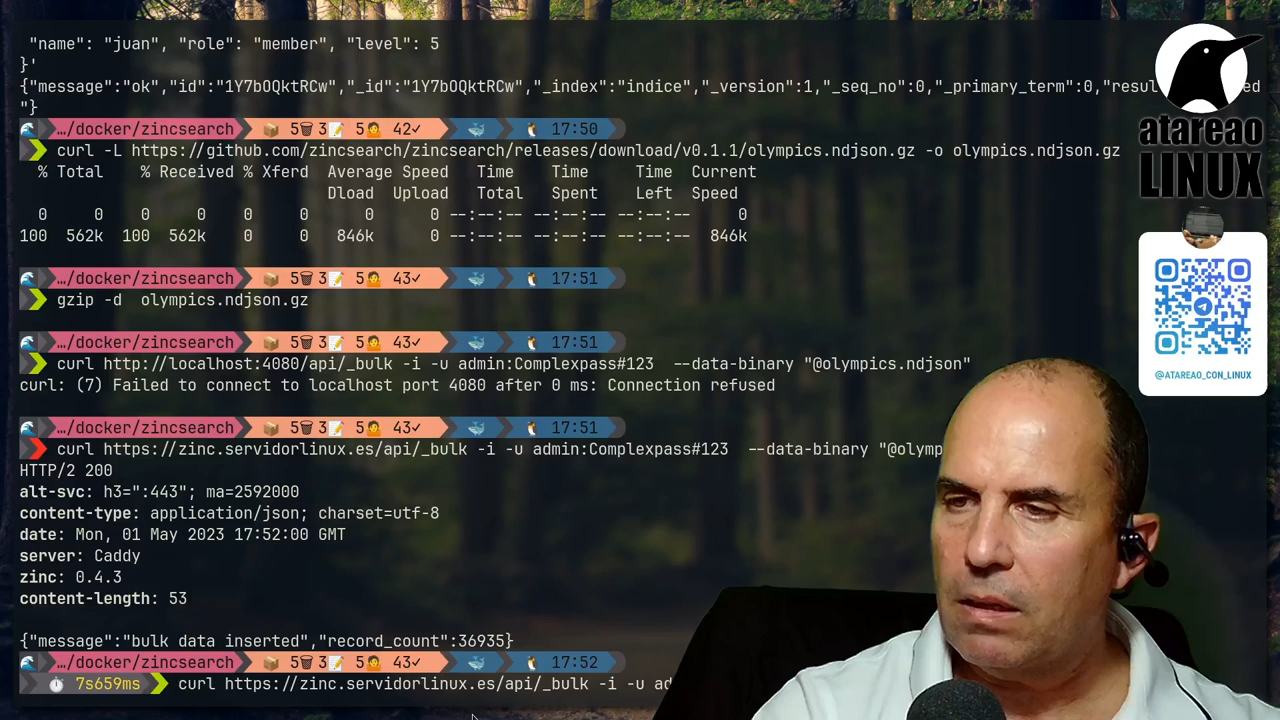 "name": "juan", "role": "member", "level": 5
}'
{"message":"ok","id":"1Y7bOQktRCw","_id":"1Y7bOQktRCw","_index":"indice","_version":1,"_seq_no":0,"_primary_term":0,"resul ed
"}
…/docker/zincsearch 5 3 5 42✓ 17:50
curl -L https://github.com/zincsearch/zincsearch/releases/download/v0.1.1/olympics.ndjson.gz -o olympics.ndjson.gz
% Total % Received % Xferd Average Speed Time Time Time Current
Dload Upload Total Spent Left Speed
0 0 0 0 0 0 0 0 --:--:-- --:--:-- --:--:-- 0
100 562k 100 562k 0 0 846k 0 --:--:-- --:--:-- --:--:-- 846k
…/docker/zincsearch 5 3 5 43✓ 17:51
gzip -d olympics.ndjson.gz
…/docker/zincsearch 5 3 5 43✓ 17:51
curl http://localhost:4080/api/_bulk -i -u admin:Complexpass#123 --data-binary "@olympics.ndjson"
curl: (7) Failed to connect to localhost port 4080 after 0 ms: Connection refused
…/docker/zincsearch 5 3 5 43✓ 17:51
curl https://zinc.servidorlinux.es/api/_bulk -i -u admin:Complexpass#123 --data-binary "@olymp
HTTP/2 200
alt-svc: h3=":443"; ma=2592000
content-type: application/json; charset=utf-8
date: Mon, 01 May 2023 17:52:00 GMT
server: Caddy
zinc: 0.4.3
content-length: 53
{"message":"bulk data inserted","record_count":36935}
…/docker/zincsearch 5 3 5 43✓ 17:52
7s659ms curl https://zinc.servidorlinux.es/api/_bulk -i -u ad
atareao
LINUX
@ATAREAO_CON_LINUX